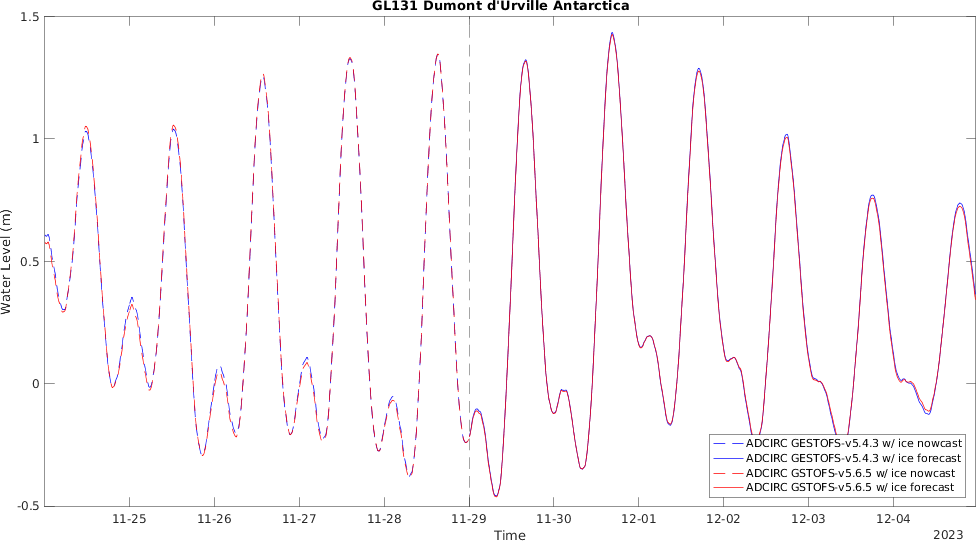 GL131 Dumont d'Urville Antarctica
1.5
1
0.5
0
-0.5
Water Level (m)
11-25 11-26 11-27 11-28 11-29 11-30 12-01 12-02 12-03 12-04
Time
2023
ADCIRC GESTOFS-v5.4.3 w/ ice nowcast
ADCIRC GESTOFS-v5.4.3 w/ ice forecast
ADCIRC GSTOFS-v5.6.5 w/ ice nowcast
ADCIRC GSTOFS-v5.6.5 w/ ice forecast